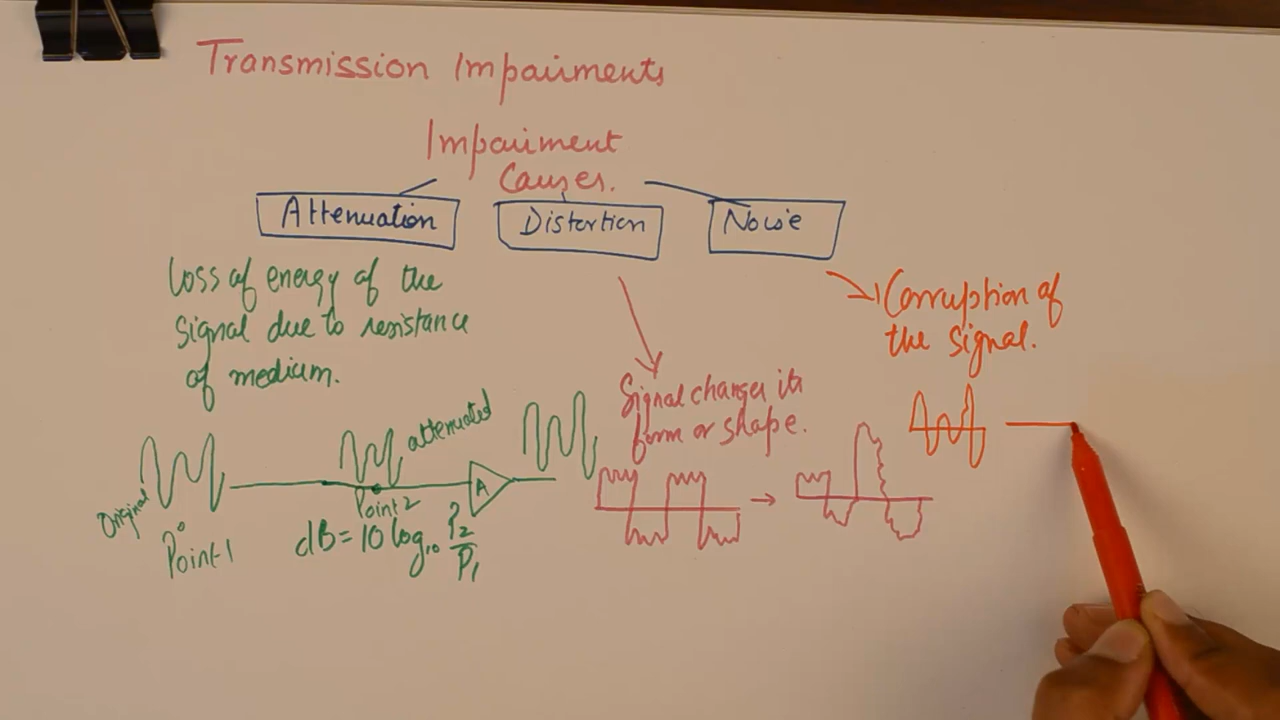 Transmission Impairments
Impairment
Causes.
Attenuation
Distortion
Noise
Loss of energy of the
signal due to resistance
of medium.
Original
Point-1
attenuated
Point 2
dB = 10 log₁₀ P₂/P₁
A
Signal changes its
form or shape.
Corruption of
the signal.